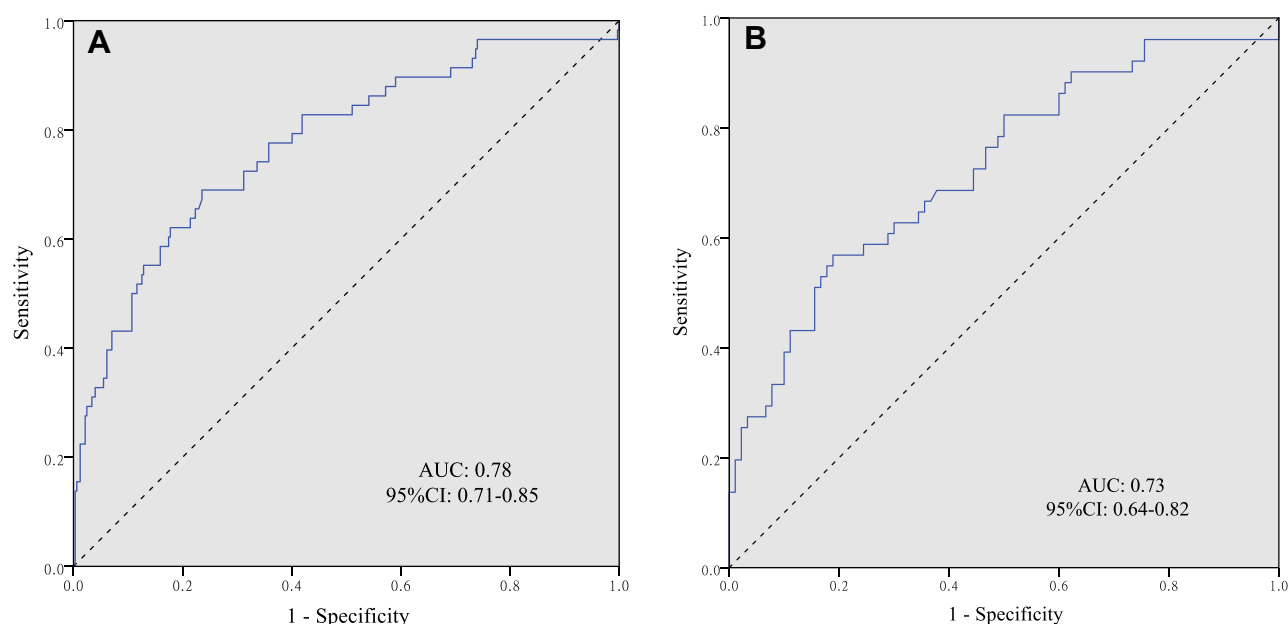 A
1.0
0.8
0.6
0.4
0.2
0.0
Sensitivity
AUC: 0.78
95%CI: 0.71-0.85
0.0 0.2 0.4 0.6 0.8 1.0
1 - Specificity
B
1.0
0.8
0.6
0.4
0.2
0.0
Sensitivity
AUC: 0.73
95%CI: 0.64-0.82
0.0 0.2 0.4 0.6 0.8 1.0
1 - Specificity